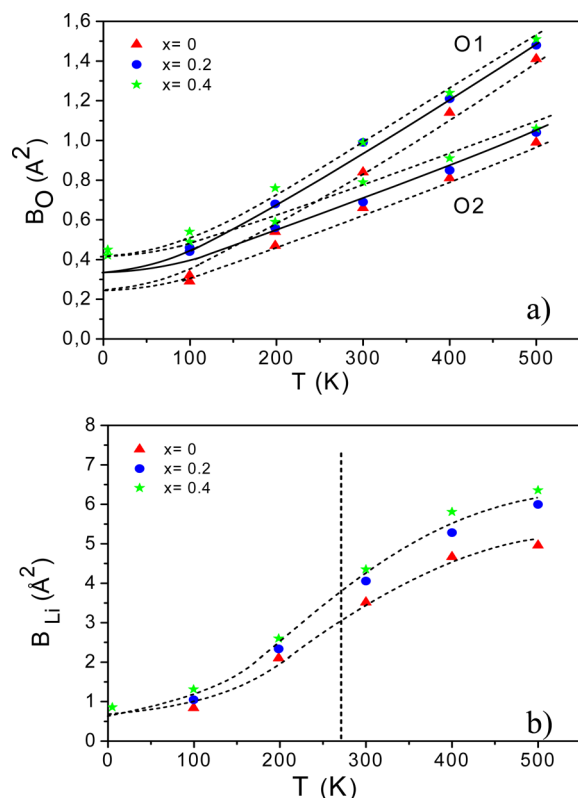 1,6
1,4
1,2
1,0
0,8
0,6
0,4
0,2
0,0
B_O (A²)
x= 0
x= 0.2
x= 0.4
O1
O2
a)
0 100 200 300 400 500
T (K)
8
7
6
5
4
3
2
1
0
B_Li (Å²)
x= 0
x= 0.2
x= 0.4
b)
0 100 200 300 400 500
T (K)